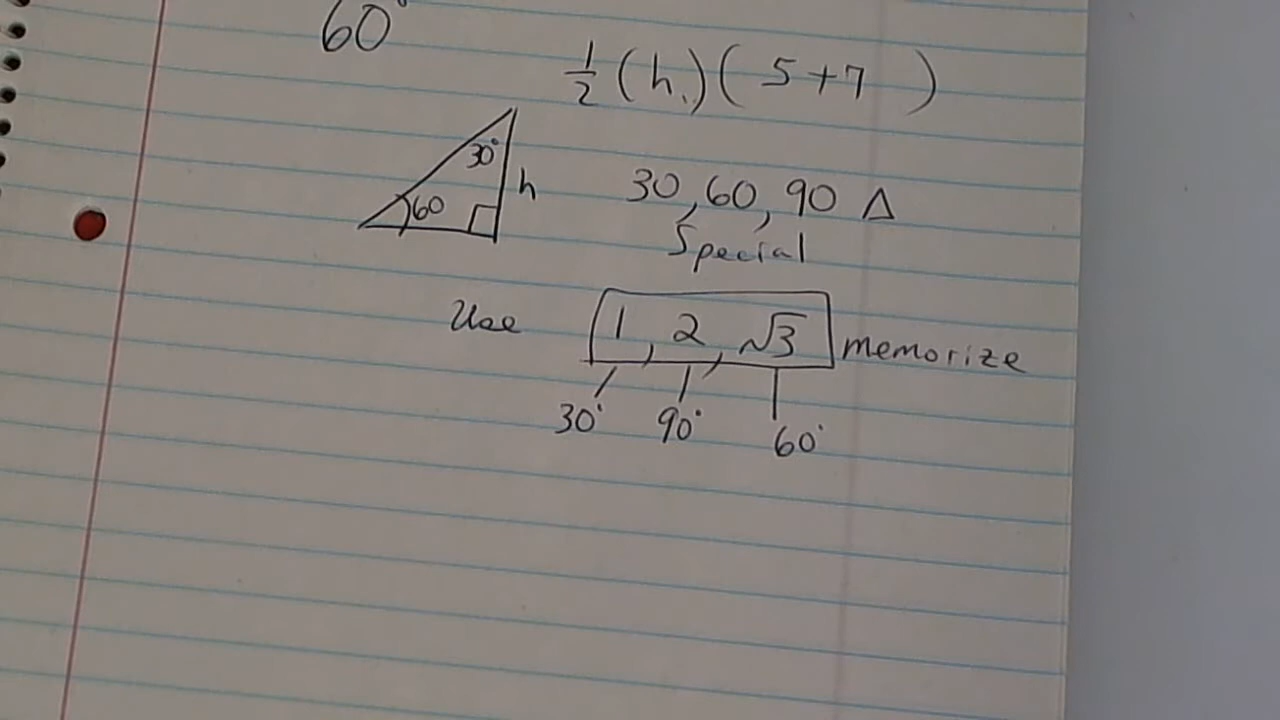 60°
1/2 (h.)( 5+7 )
30°
60
h
30, 60, 90 Δ
Special
Use 1, 2, √3 memorize
30° 90° 60°